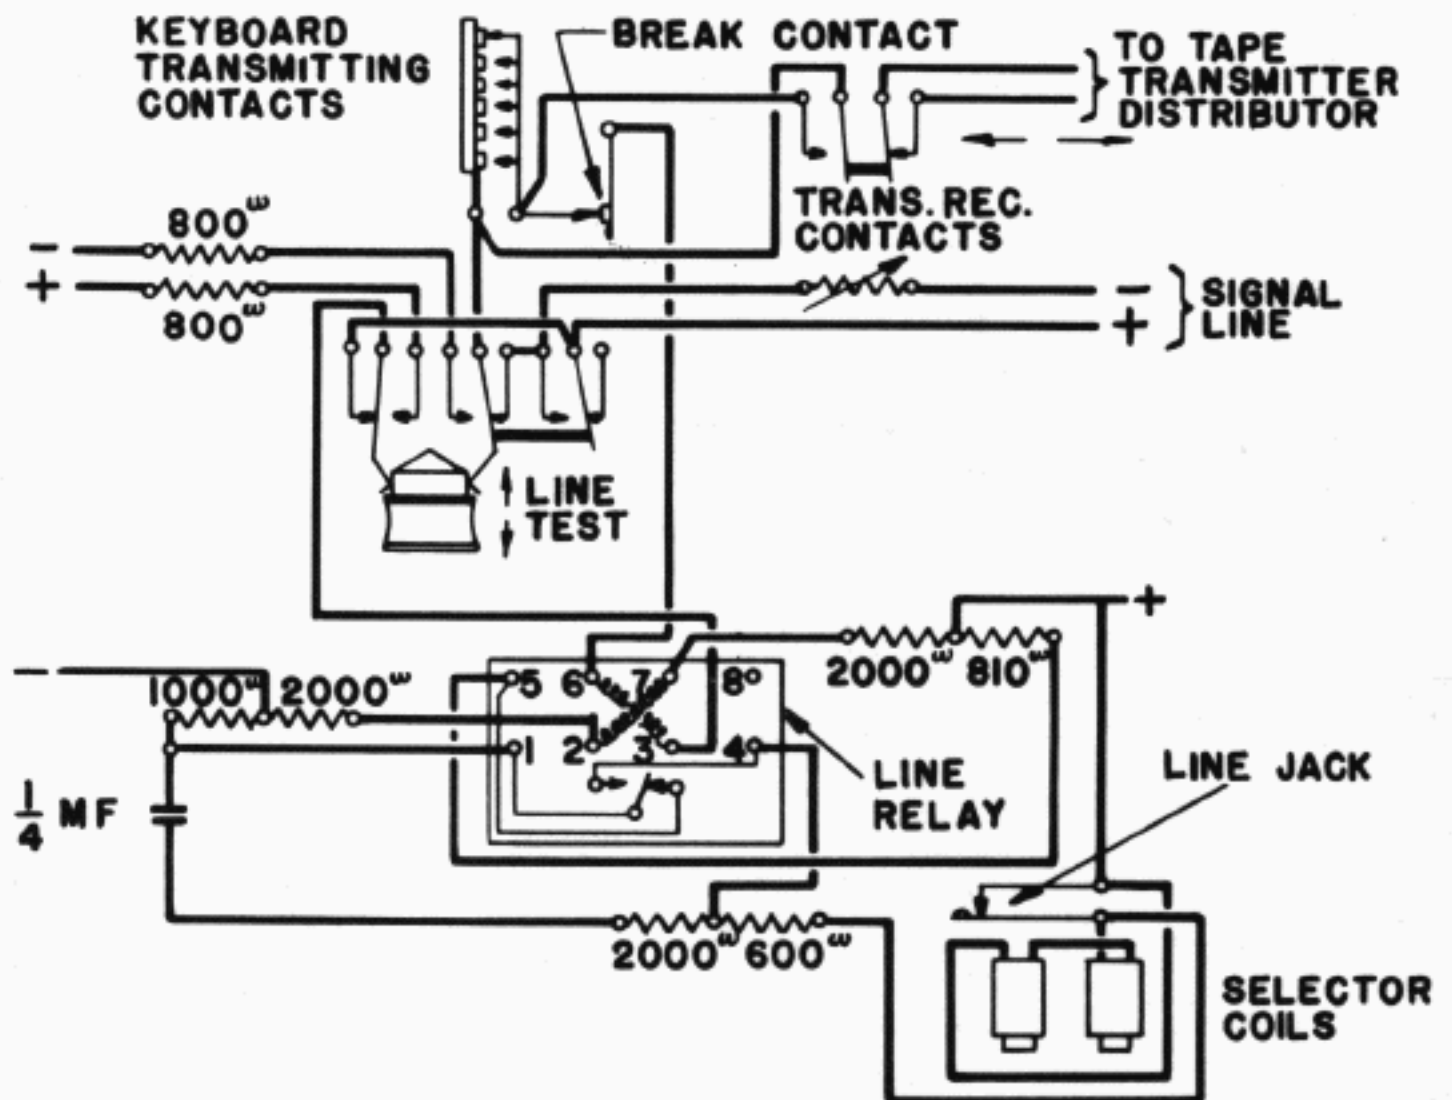 KEYBOARD
TRANSMITTING
CONTACTS
BREAK CONTACT
TO TAPE
TRANSMITTER
DISTRIBUTOR
TRANS. REC.
CONTACTS
800ω
−
+
800ω
−
+
SIGNAL
LINE
LINE
TEST
+
−
1000ω 2000ω
2000ω 810ω
5 6 7 8
1 2 3 4
LINE
RELAY
LINE JACK
1/4 MF
2000ω 600ω
SELECTOR
COILS